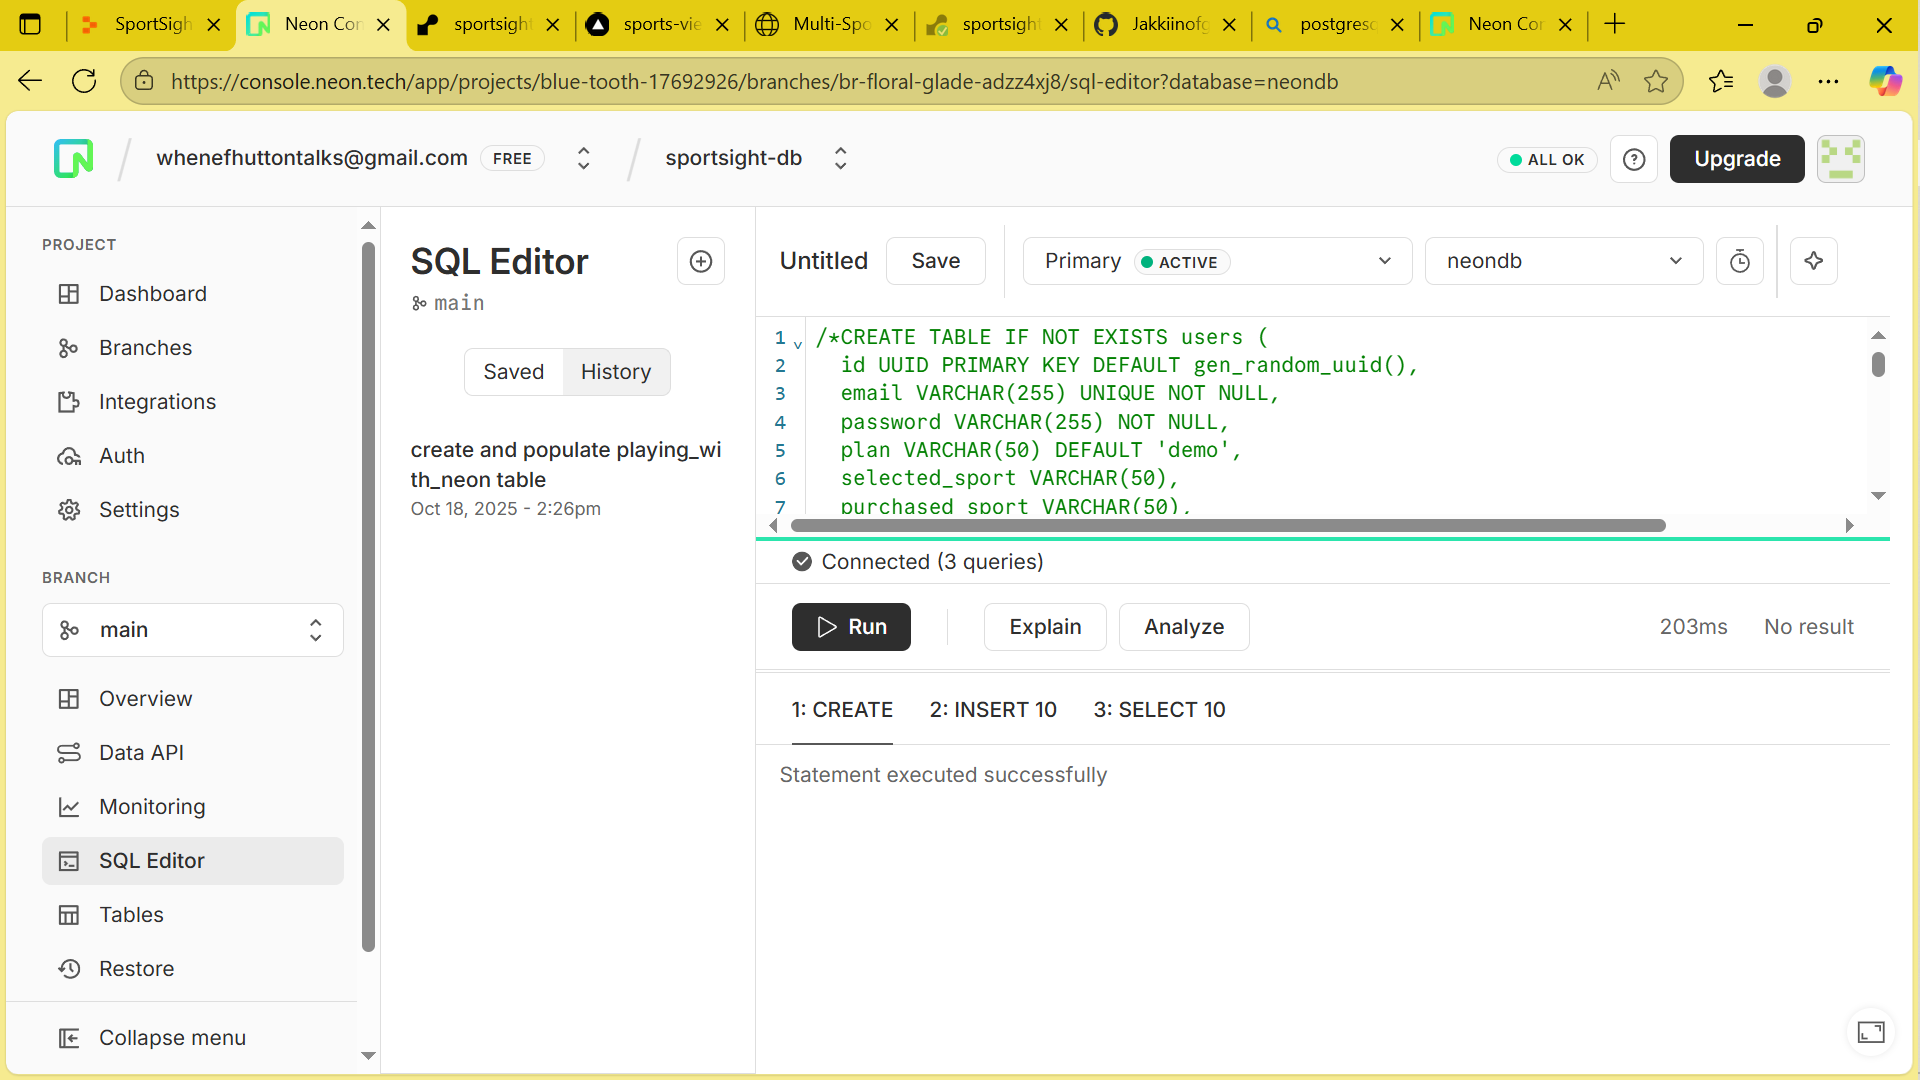 SportSigh
Neon Con
sportsight
sports-vie
Multi-Spo
sportsight
Jakkiinofg
postgresq
Neon Con
https://console.neon.tech/app/projects/blue-tooth-17692926/branches/br-floral-glade-adzz4xj8/sql-editor?database=neondb
whenefhuttontalks@gmail.com FREE
sportsight-db
ALL OK
Upgrade
PROJECT
Dashboard
Branches
Integrations
Auth
Settings
BRANCH
main
Overview
Data API
Monitoring
SQL Editor
Tables
Restore
Collapse menu
SQL Editor
main
Saved History
create and populate playing_wi
th_neon table
Oct 18, 2025 - 2:26pm
Untitled Save Primary ACTIVE neondb
1 /*CREATE TABLE IF NOT EXISTS users (
2 id UUID PRIMARY KEY DEFAULT gen_random_uuid(),
3 email VARCHAR(255) UNIQUE NOT NULL,
4 password VARCHAR(255) NOT NULL,
5 plan VARCHAR(50) DEFAULT 'demo',
6 selected_sport VARCHAR(50),
7 purchased_sport VARCHAR(50),
Connected (3 queries)
Run Explain Analyze 203ms No result
1: CREATE 2: INSERT 10 3: SELECT 10
Statement executed successfully